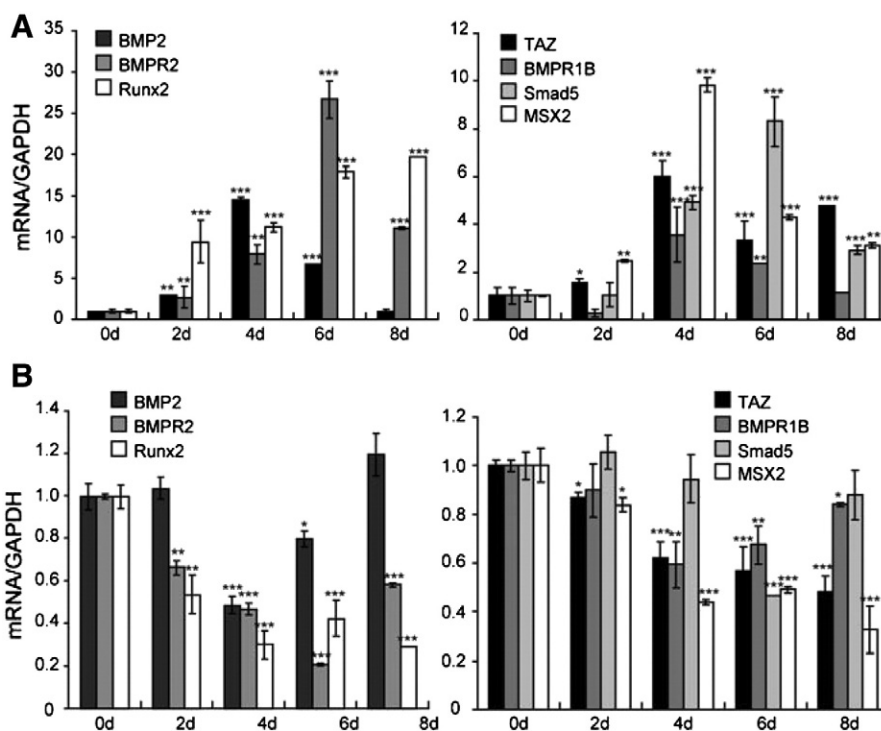 A
mRNA/GAPDH
35
30
25
20
15
10
5
0
BMP2
BMPR2
Runx2
** ** ***
*** ** ***
*** *** ***
*** ***
0d 2d 4d 6d 8d
12
10
8
6
4
2
0
TAZ
BMPR1B
Smad5
MSX2
* **
*** *** *** ***
*** ** *** ***
*** *** **
0d 2d 4d 6d 8d
B
mRNA/GAPDH
1.4
1.2
1.0
0.8
0.6
0.4
0.2
0
BMP2
BMPR2
Runx2
** **
*** *** ***
* *** ***
*** ***
0d 2d 4d 6d 8d
1.2
1.0
0.8
0.6
0.4
0.2
0
TAZ
BMPR1B
Smad5
MSX2
* *
*** ** ***
*** ** *** ***
*** * ***
0d 2d 4d 6d 8d